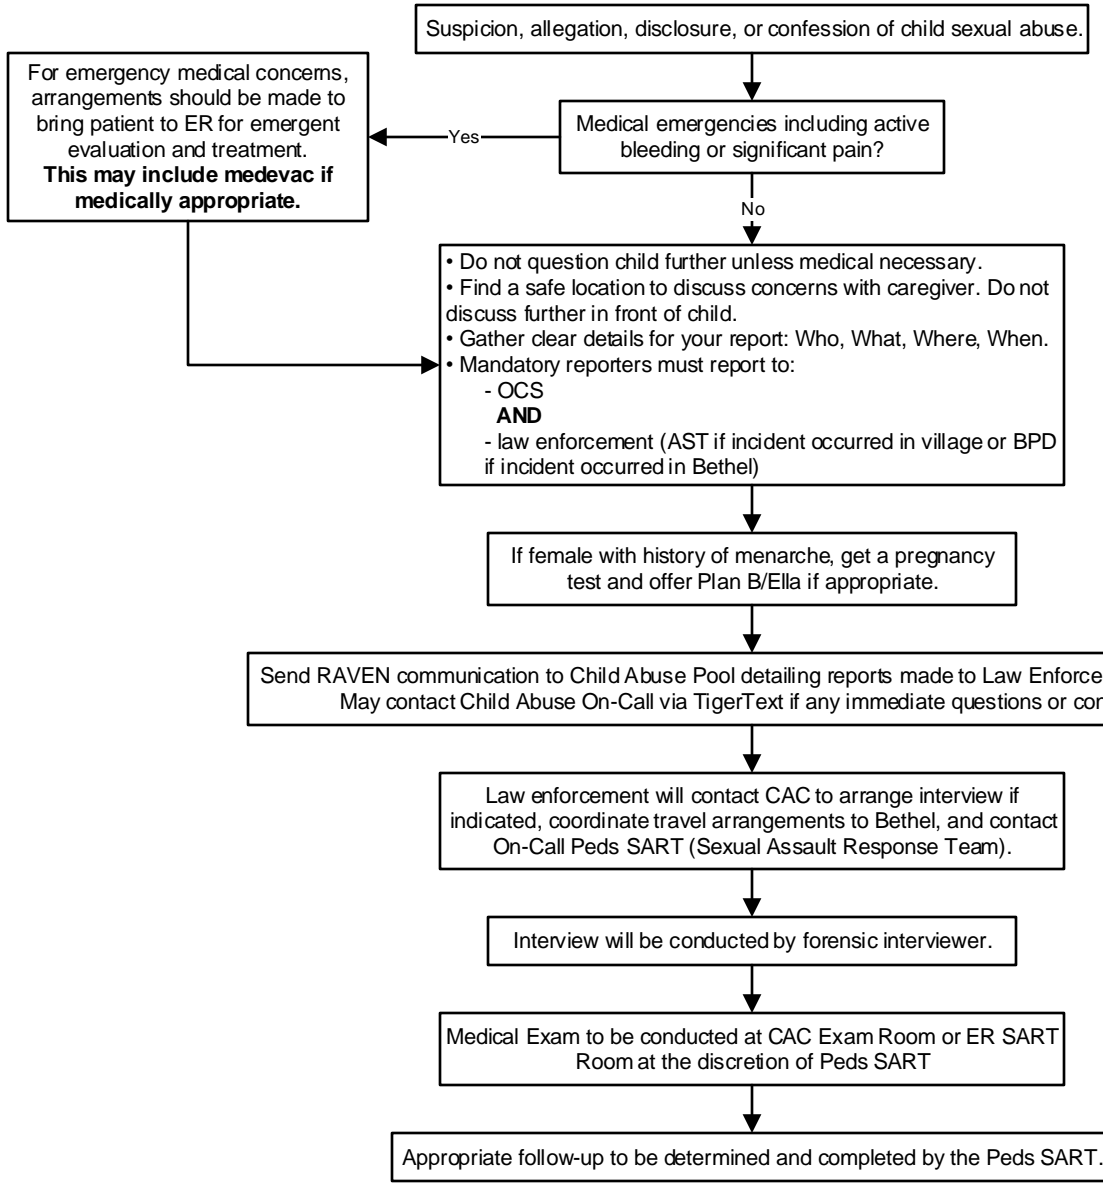 Suspicion, allegation, disclosure, or confession of child sexual abuse.
For emergency medical concerns,
arrangements should be made to
bring patient to ER for emergent
evaluation and treatment.
This may include medevac if
medically appropriate.
Yes
Medical emergencies including active
bleeding or significant pain?
No
• Do not question child further unless medical necessary.
• Find a safe location to discuss concerns with caregiver. Do not
discuss further in front of child.
• Gather clear details for your report: Who, What, Where, When.
• Mandatory reporters must report to:
- OCS
AND
- law enforcement (AST if incident occurred in village or BPD
if incident occurred in Bethel)
If female with history of menarche, get a pregnancy
test and offer Plan B/Ella if appropriate.
Send RAVEN communication to Child Abuse Pool detailing reports made to Law
May contact Child Abuse On-Call via TigerText if any immediate questions or
Law enforcement will contact CAC to arrange interview if
indicated, coordinate travel arrangements to Bethel, and contact
On-Call Peds SART (Sexual Assault Response Team).
Interview will be conducted by forensic interviewer.
Medical Exam to be conducted at CAC Exam Room or ER SART
Room at the discretion of Peds SART
Appropriate follow-up to be determined and completed by the Peds SART.